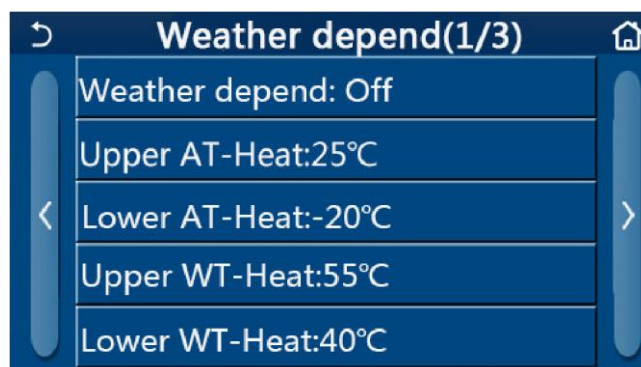 Weather depend(1/3)
Weather depend: Off
Upper AT-Heat:25℃
Lower AT-Heat:-20℃
Upper WT-Heat:55℃
Lower WT-Heat:40℃